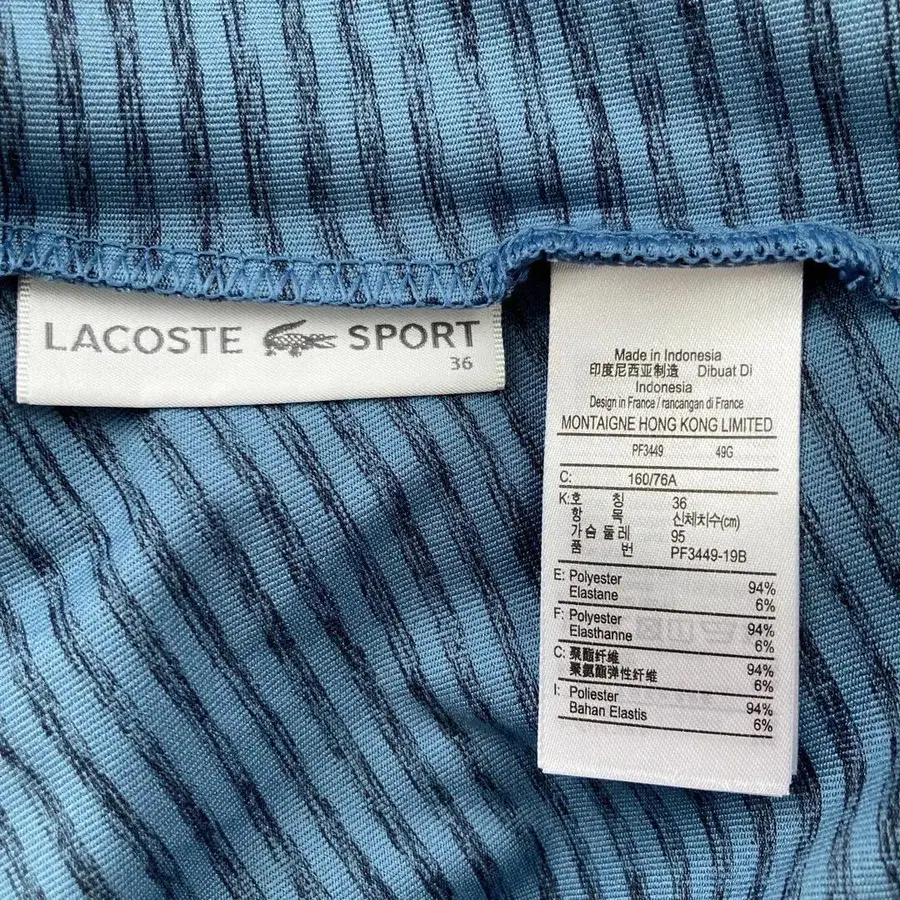 LACOSTE SPORT
36
Made in Indonesia
印度尼西亚制造 Dibuat Di
Indonesia
Design in France / rancangan di France
MONTAIGNE HONG KONG LIMITED
PF3449 49G
C: 160/76A
K:호 칭 36
항 목 신체치수(cm)
가슴 둘레 95
품 번 PF3449-19B
E: Polyester 94%
Elastane 6%
F: Polyester 94%
Elasthanne 6%
C: 聚酯纤维 94%
聚氨酯弹性纤维 6%
I: Poliester 94%
Bahan Elastis 6%